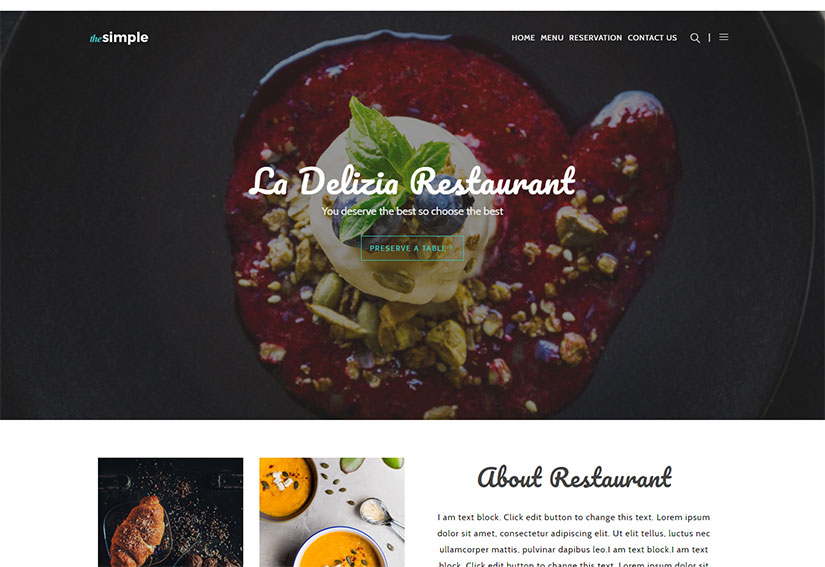 thesimple
HOME MENU RESERVATION CONTACT US
La Delizia Restaurant
You deserve the best so choose the best
PRESERVE A TABLE
About Restaurant
I am text block. Click edit button to change this text. Lorem ipsum
dolor sit amet, consectetur adipiscing elit. Ut elit tellus, luctus nec
ullamcorper mattis, pulvinar dapibus leo.I am text block.I am text
block. Click edit button to change this text. Lorem ipsum dolor sit